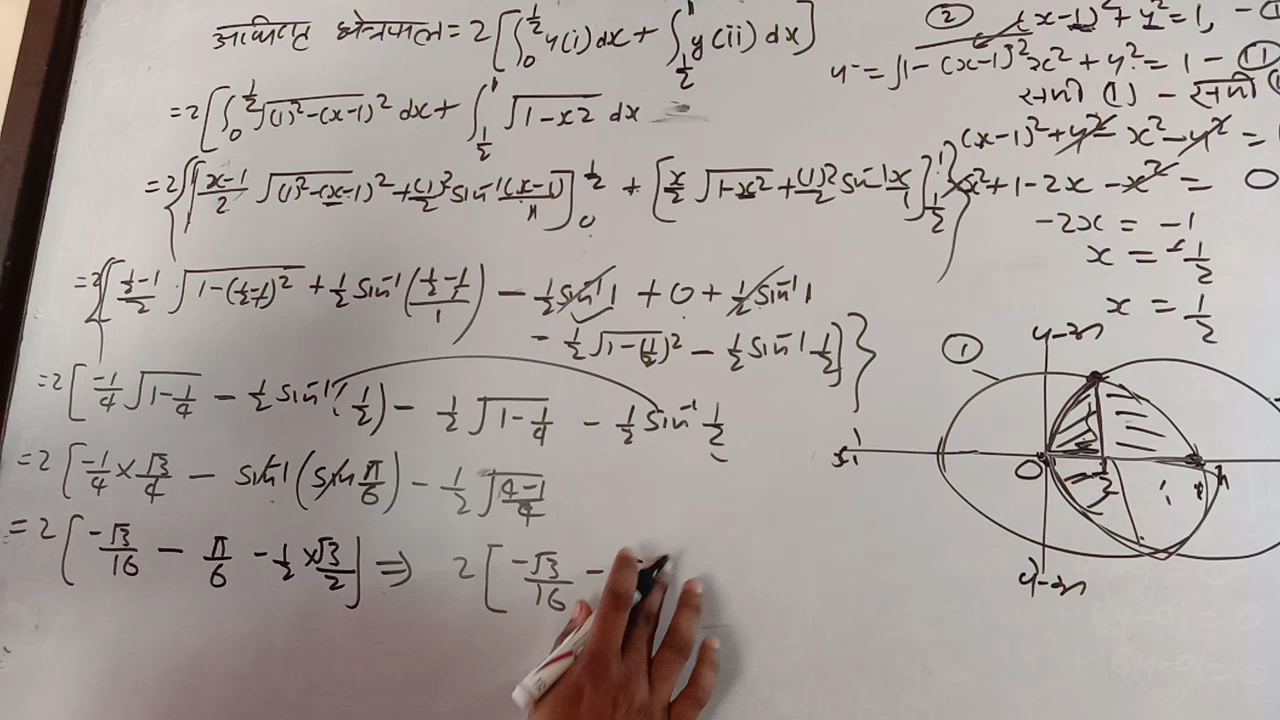 क्षेत्रफल = 2[∫₀^½ y(i) dx + ∫_½^1 y(ii) dx]
= 2[∫₀^½ √(1)²-(x-1)² dx + ∫_½^1 √1-x2 dx
= 2{[x-1/2 √(1)²-(x-1)² + (1)²/2 sin⁻¹(x-1)/1]₀^½ + [x/2 √1-x² + (1)²/2 sin⁻¹ x/1]_½^1}
= 2{[½-1/2 √1-(½-1)² + ½ sin⁻¹(½-1/1) - ½ sin⁻¹1 + 0 + ½ sin⁻¹1
- ½ √1-(½)² - ½ sin⁻¹ ½]}
= 2[-1/4 √1-1/4 - ½ sin⁻¹(½) - ½ √1-1/4 - ½ sin⁻¹ ½
= 2[-1/4 × √3/4 - sin⁻¹(sin π/6) - ½ √4-1/4
= 2[-√3/16 - π/6 - ½ × √3/2] ⇒ 2[-√3/16 -
② (x-1)² + y² = 1, -
y = √1-(x-1)² x² + y² = 1 - ①
(1) -
(x-1)² + y² - x² - y² =
x² + 1 - 2x - x² = 0
-2x = -1
x = +½
x = ½
①
O